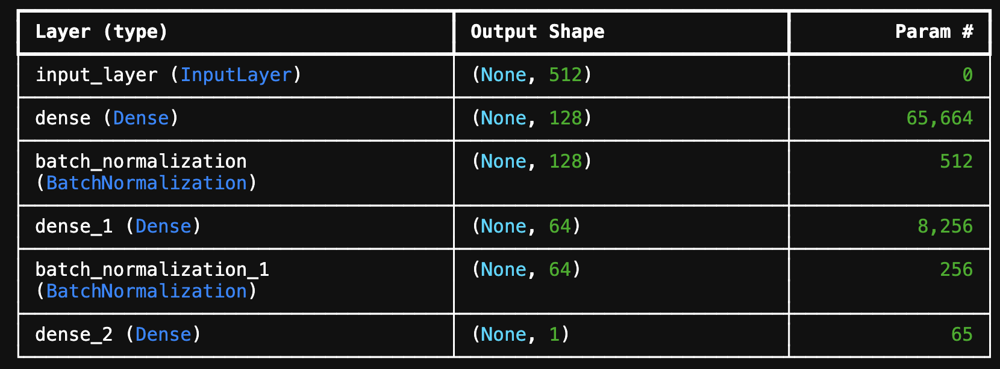 Layer (type) Output Shape Param #
input_layer (InputLayer) (None, 512) 0
dense (Dense) (None, 128) 65,664
batch_normalization (None, 128) 512
(BatchNormalization)
dense_1 (Dense) (None, 64) 8,256
batch_normalization_1 (None, 64) 256
(BatchNormalization)
dense_2 (Dense) (None, 1) 65